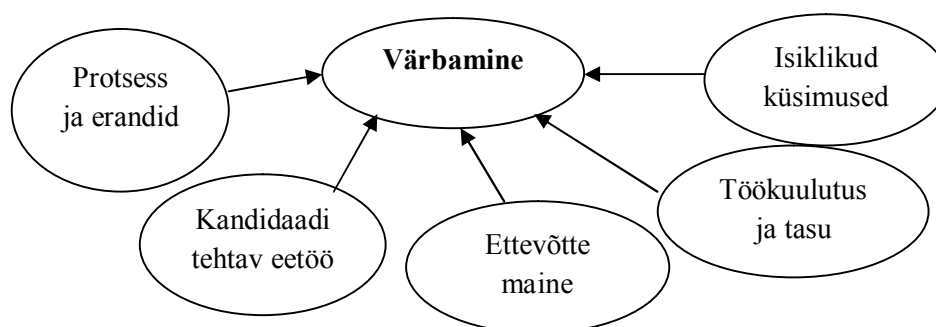 Värbamine
Protsess
ja erandid
Isiklikud
küsimused
Kandidaadi
tehtav eetöö
Ettevõtte
maine
Töökuulutus
ja tasu